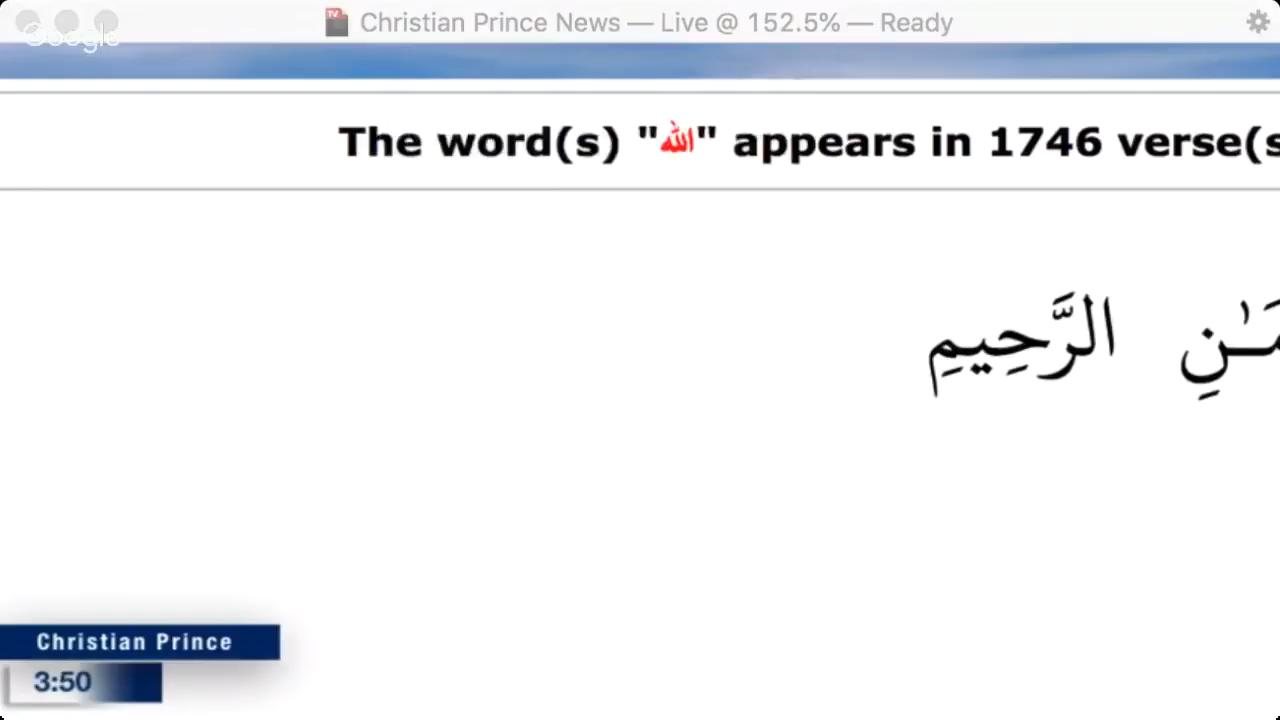 Christian Prince News — Live @ 152.5% — Ready
Google
The word(s) "الله" appears in 1746 verse(s
الرَّحِيمِ
Christian Prince
3:50